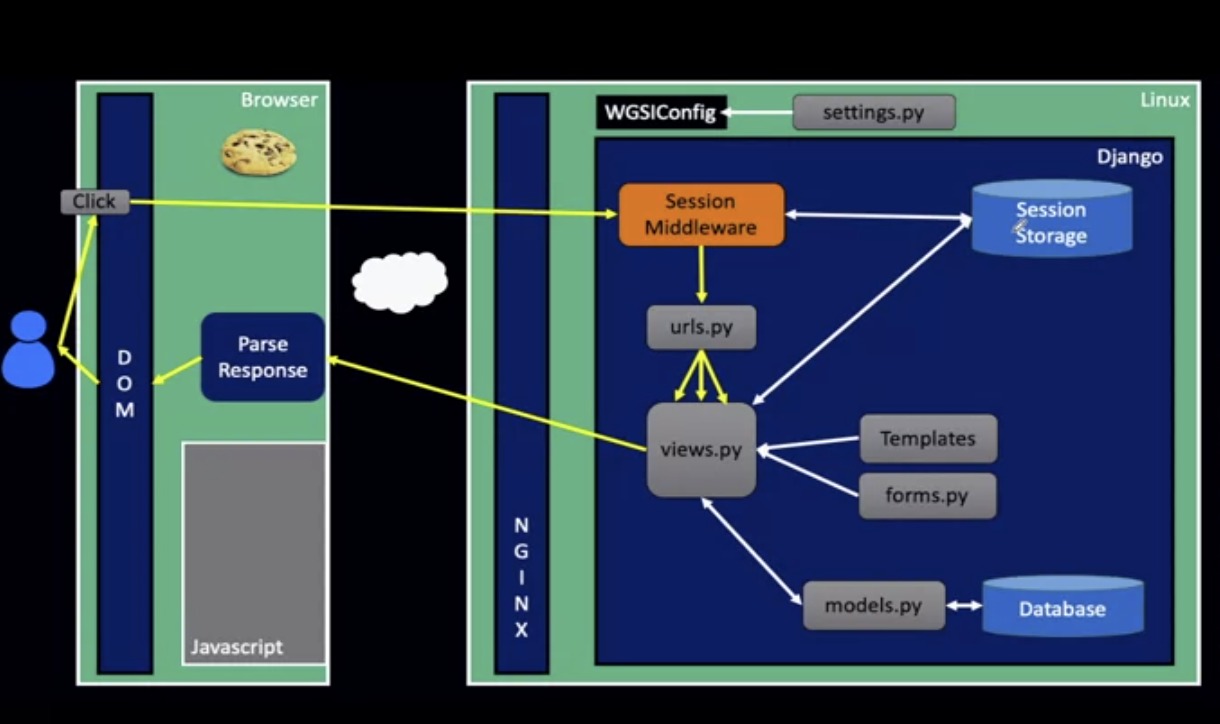 Browser
Click
D
O
M
Parse
Response
Javascript
Linux
N
G
I
N
X
WGSIConfig
settings.py
Django
Session
Middleware
Session
Storage
urls.py
views.py
Templates
forms.py
models.py
Database